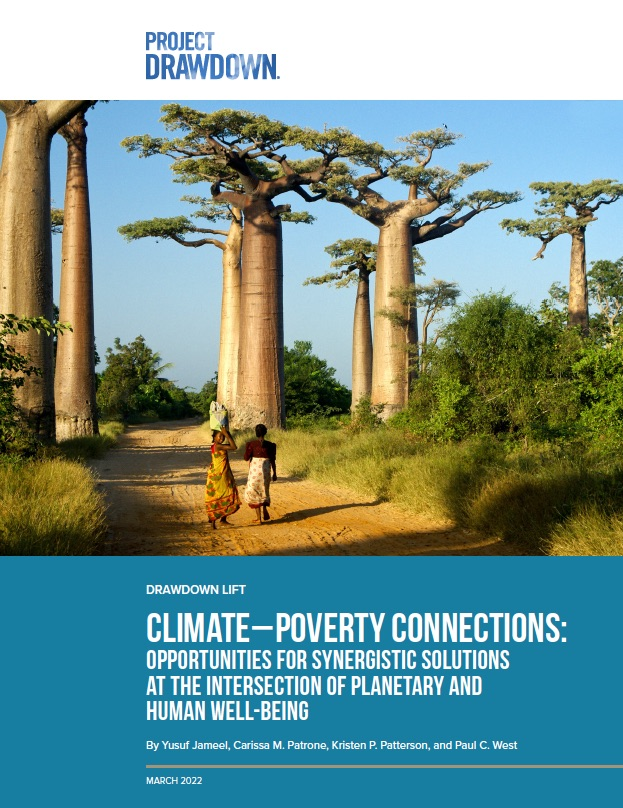 PROJECT
DRAWDOWN.
DRAWDOWN LIFT
CLIMATE–POVERTY CONNECTIONS:
OPPORTUNITIES FOR SYNERGISTIC SOLUTIONS
AT THE INTERSECTION OF PLANETARY AND
HUMAN WELL-BEING
By Yusuf Jameel, Carissa M. Patrone, Kristen P. Patterson, and Paul C. West
MARCH 2022